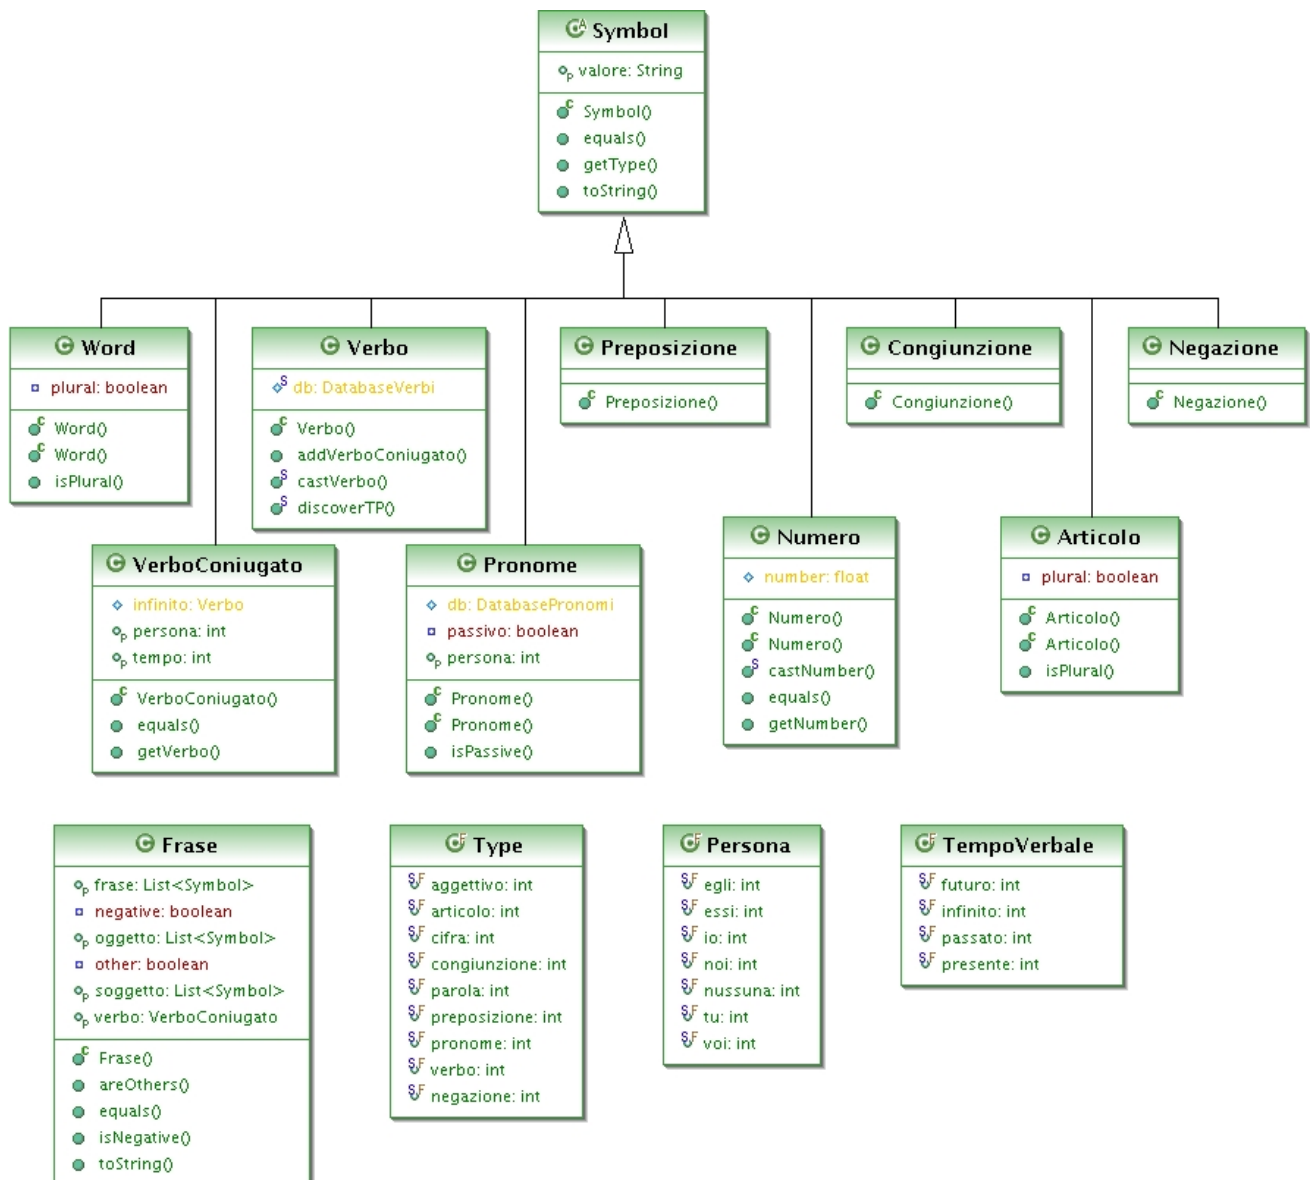 Symbol
valore: String
Symbol()
equals()
getType()
toString()
Word
plural: boolean
Word()
Word()
isPlural()
Verbo
db: DatabaseVerbi
Verbo()
addVerboConiugato()
castVerbo()
discoverTP()
Preposizione
Preposizione()
Congiunzione
Congiunzione()
Negazione
Negazione()
VerboConiugato
infinito: Verbo
persona: int
tempo: int
VerboConiugato()
equals()
getVerbo()
Pronome
db: DatabasePronomi
passivo: boolean
persona: int
Pronome()
Pronome()
isPassive()
Numero
number: float
Numero()
Numero()
castNumber()
equals()
getNumber()
Articolo
plural: boolean
Articolo()
Articolo()
isPlural()
Frase
frase: List<Symbol>
negative: boolean
oggetto: List<Symbol>
other: boolean
soggetto: List<Symbol>
verbo: VerboConiugato
Frase()
areOthers()
equals()
isNegative()
toString()
Type
aggettivo: int
articolo: int
cifra: int
congiunzione: int
parola: int
preposizione: int
pronome: int
verbo: int
negazione: int
Persona
egli: int
essi: int
io: int
noi: int
nussuna: int
tu: int
voi: int
TempoVerbale
futuro: int
infinito: int
passato: int
presente: int